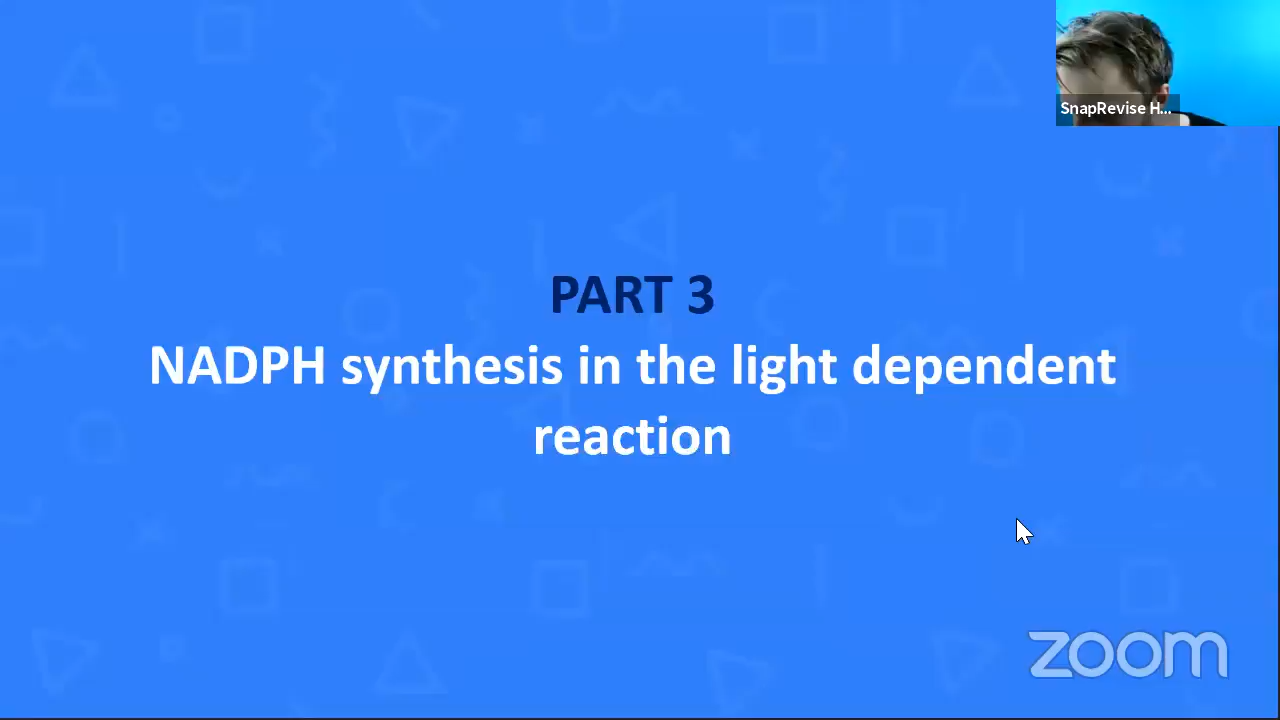 SnapRevise H...
PART 3
NADPH synthesis in the light dependent
reaction
zoom